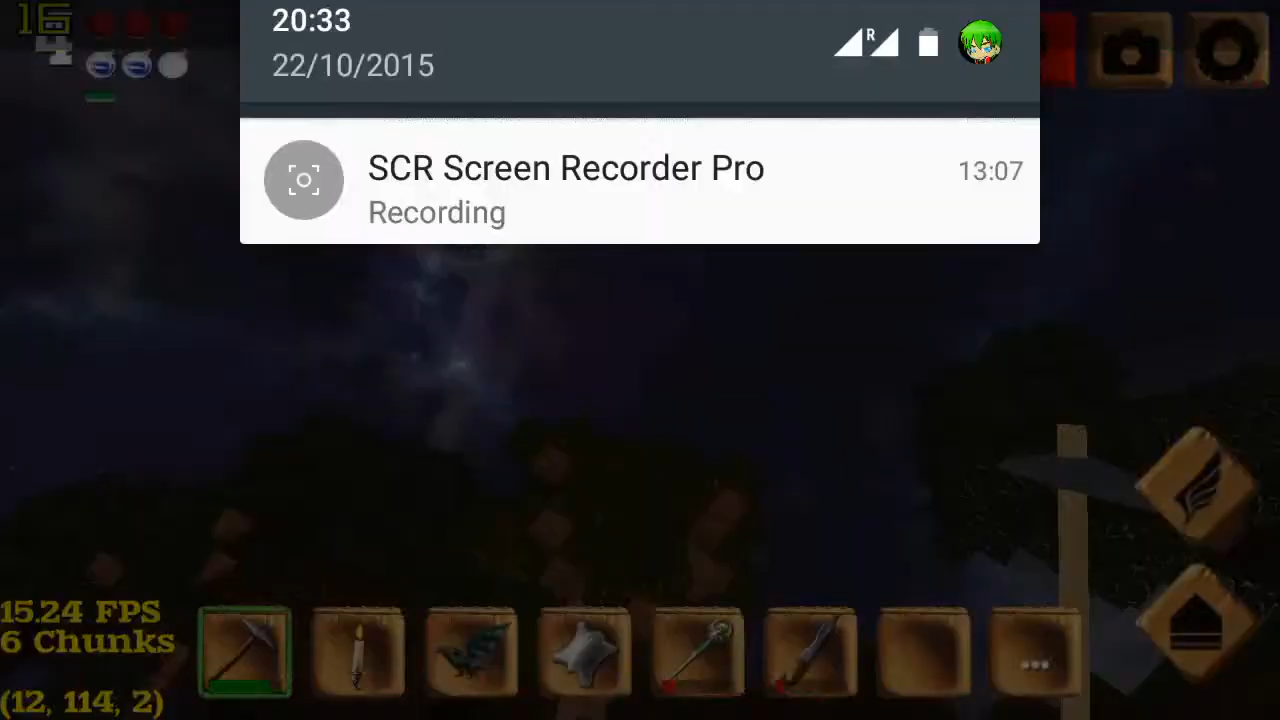 16
4
20:33
22/10/2015
R
SCR Screen Recorder Pro
13:07
Recording
15.24 FPS
6 Chunks
(12, 114, 2)